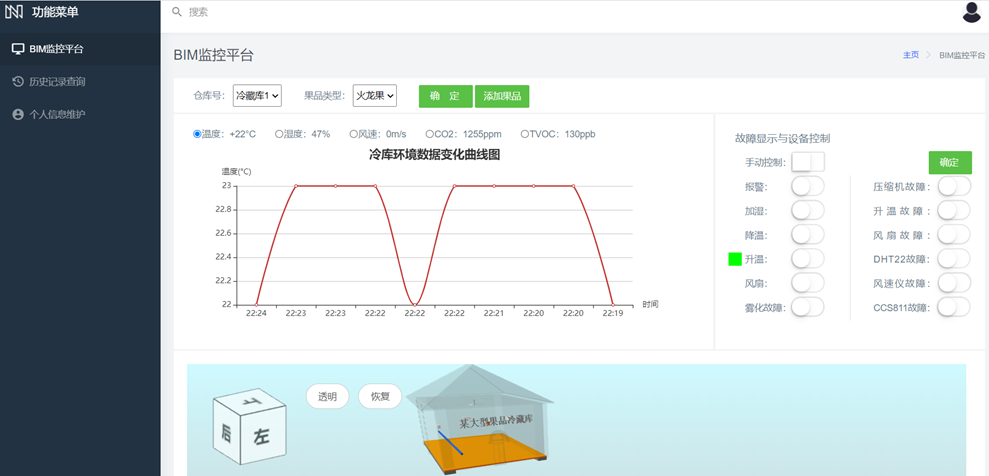 功能菜单
搜索
BIM监控平台
历史记录查询
个人信息维护
BIM监控平台
主页 > BIM监控平台
仓库号: 冷藏库1 果品类型: 火龙果 确 定 添加果品
温度: +22°C 湿度: 47% 风速: 0m/s CO2: 1255ppm TVOC: 130ppb
冷库环境数据变化曲线图
温度(°C)
23
22.8
22.6
22.4
22.2
22
22:24 22:23 22:23 22:22 22:22 22:22 22:21 22:20 22:20 22:19
时间
故障显示与设备控制
手动控制: 确定
报警: 压缩机故障:
加湿: 升温故障:
降温: 风扇故障:
升温: DHT22故障:
风扇: 风速仪故障:
雾化故障: CCS811故障:
透明 恢复
上
后 左
某大型果品冷藏库